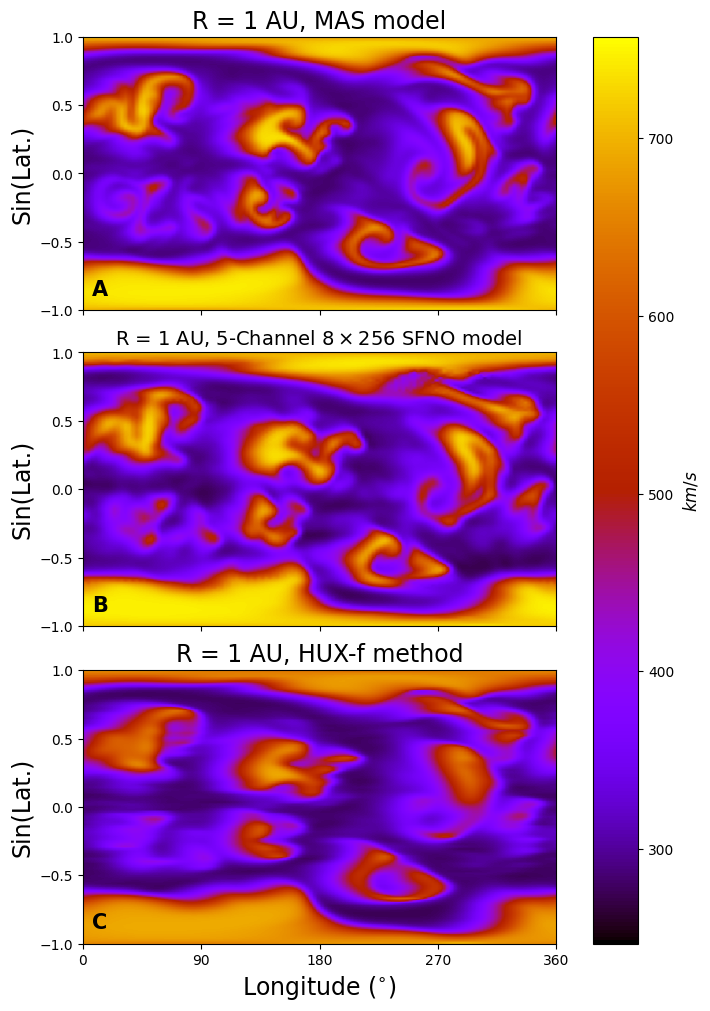 R = 1 AU, MAS model
1.0
0.5
0.0
−0.5
−1.0
Sin(Lat.)
A
R = 1 AU, 5-Channel 8 × 256 SFNO model
1.0
0.5
0.0
−0.5
−1.0
Sin(Lat.)
B
R = 1 AU, HUX-f method
1.0
0.5
0.0
−0.5
−1.0
Sin(Lat.)
C
0 90 180 270 360
Longitude (°)
700
600
500
400
300
km/s